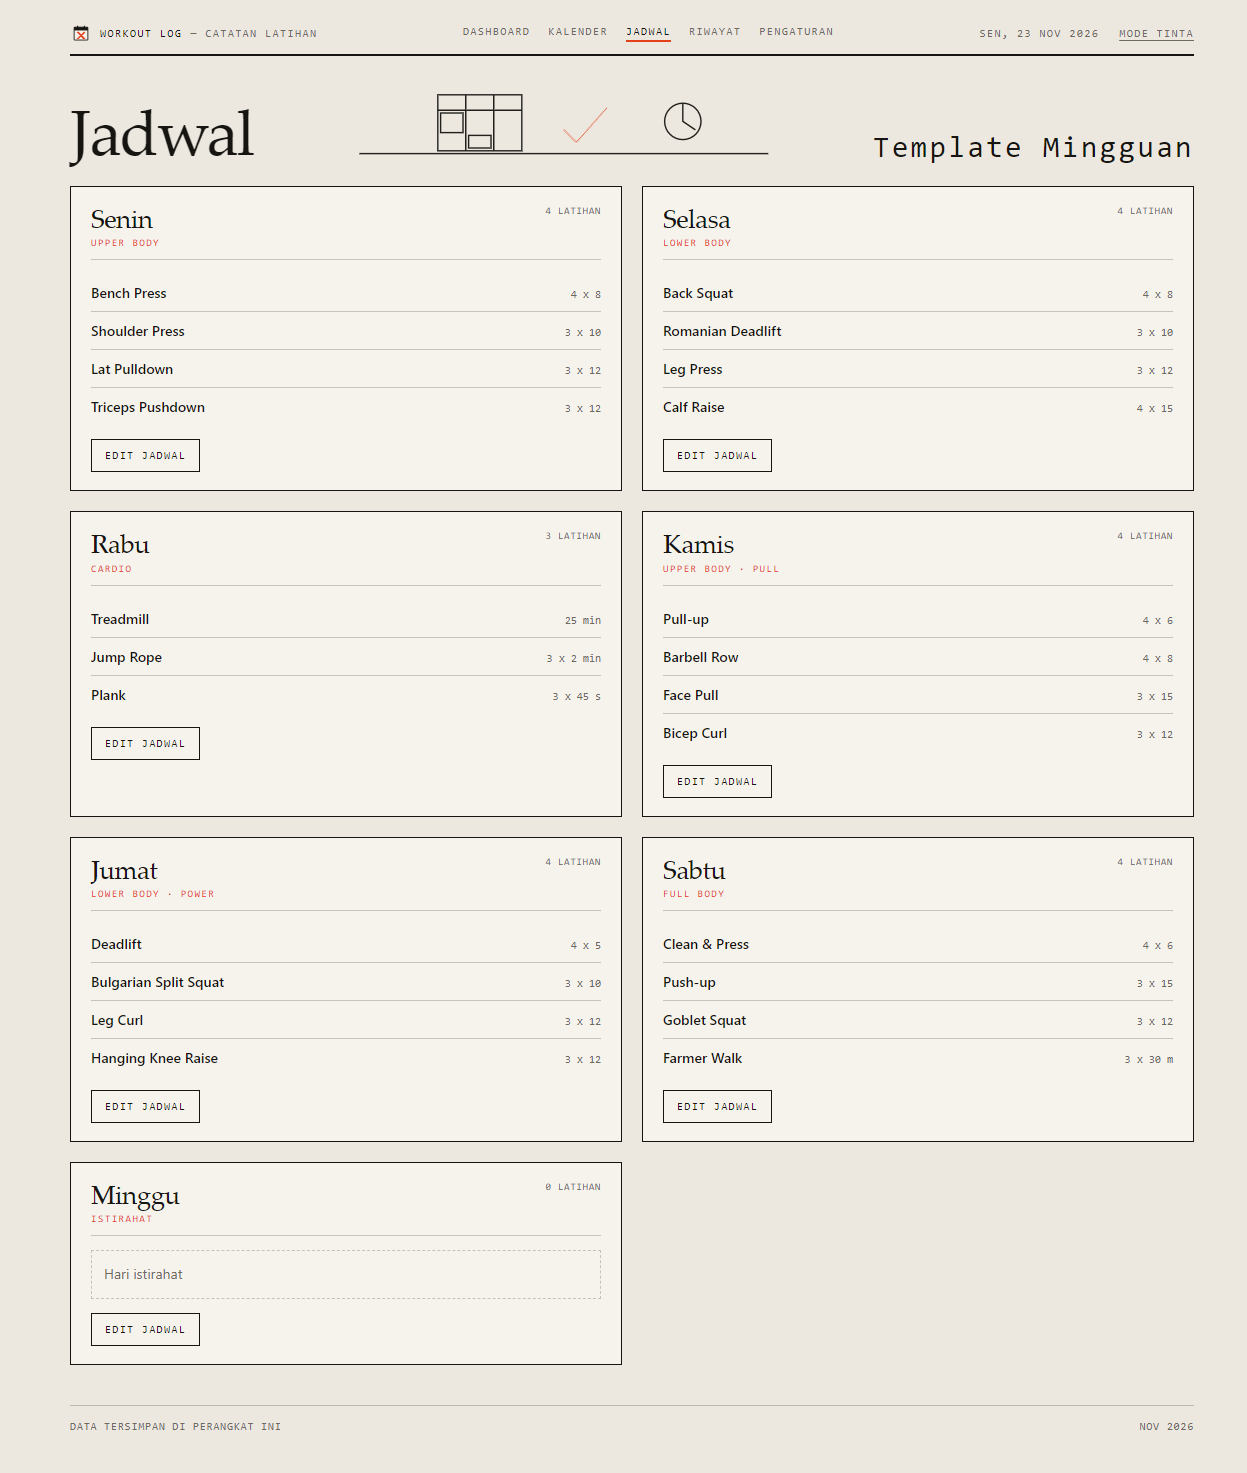 WORKOUT LOG — CATATAN LATIHAN
DASHBOARD KALENDER JADWAL RIWAYAT PENGATURAN
SEN, 23 NOV 2026 MODE TINTA
Jadwal
Template Mingguan
Senin 4 LATIHAN
UPPER BODY
Bench Press 4 x 8
Shoulder Press 3 x 10
Lat Pulldown 3 x 12
Triceps Pushdown 3 x 12
EDIT JADWAL
Selasa 4 LATIHAN
LOWER BODY
Back Squat 4 x 8
Romanian Deadlift 3 x 10
Leg Press 3 x 12
Calf Raise 4 x 15
EDIT JADWAL
Rabu 3 LATIHAN
CARDIO
Treadmill 25 min
Jump Rope 3 x 2 min
Plank 3 x 45 s
EDIT JADWAL
Kamis 4 LATIHAN
UPPER BODY · PULL
Pull-up 4 x 6
Barbell Row 4 x 8
Face Pull 3 x 15
Bicep Curl 3 x 12
EDIT JADWAL
Jumat 4 LATIHAN
LOWER BODY · POWER
Deadlift 4 x 5
Bulgarian Split Squat 3 x 10
Leg Curl 3 x 12
Hanging Knee Raise 3 x 12
EDIT JADWAL
Sabtu 4 LATIHAN
FULL BODY
Clean & Press 4 x 6
Push-up 3 x 15
Goblet Squat 3 x 12
Farmer Walk 3 x 30 m
EDIT JADWAL
Minggu 0 LATIHAN
ISTIRAHAT
Hari istirahat
EDIT JADWAL
DATA TERSIMPAN DI PERANGKAT INI
NOV 2026